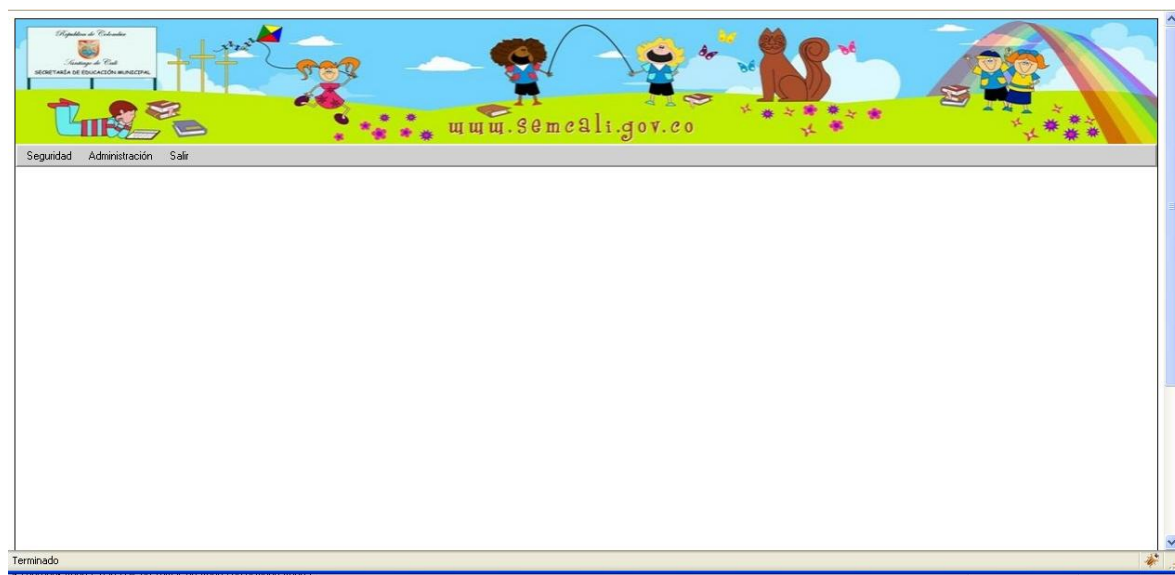 República de Colombia
Santiago de Cali
SECRETARÍA DE EDUCACIÓN MUNICIPAL
www.semcali.gov.co
Seguridad Administración Salir
Terminado